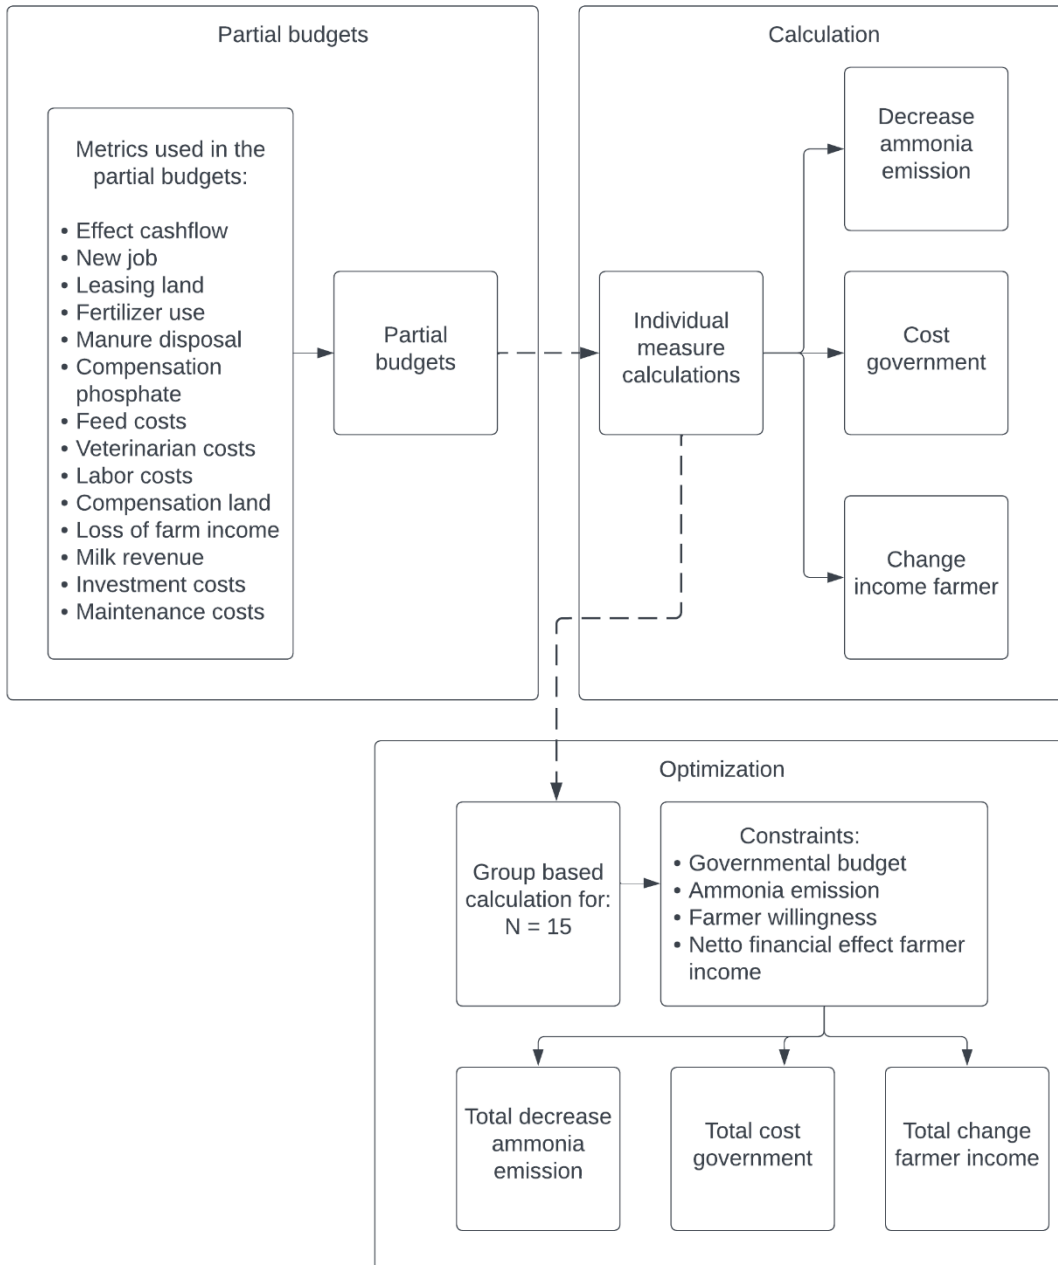 Partial budgets
Metrics used in the
partial budgets:
• Effect cashflow
• New job
• Leasing land
• Fertilizer use
• Manure disposal
• Compensation
phosphate
• Feed costs
• Veterinarian costs
• Labor costs
• Compensation land
• Loss of farm income
• Milk revenue
• Investment costs
• Maintenance costs
Partial
budgets
Calculation
Individual
measure
calculations
Decrease
ammonia
emission
Cost
government
Change
income farmer
Optimization
Group based
calculation for:
N = 15
Constraints:
• Governmental budget
• Ammonia emission
• Farmer willingness
• Netto financial effect farmer
income
Total decrease
ammonia
emission
Total cost
government
Total change
farmer income